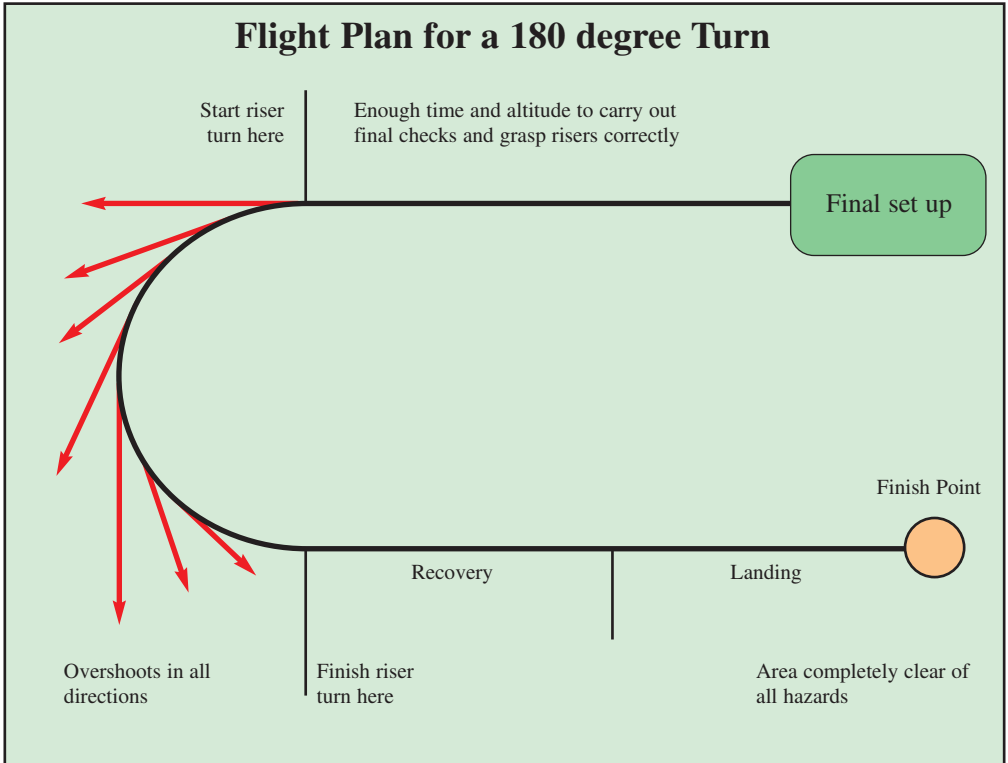 Flight Plan for a 180 degree Turn
Start riser
turn here
Enough time and altitude to carry out
final checks and grasp risers correctly
Final set up
Finish Point
Recovery
Landing
Overshoots in all
directions
Finish riser
turn here
Area completely clear of
all hazards